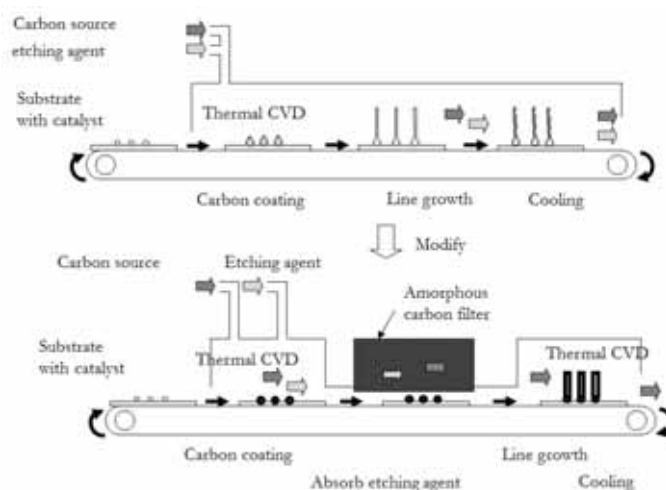 Carbon source
etching agent
Substrate
with catalyst
Thermal CVD
Carbon coating
Line growth
Cooling
Modify
Carbon source
Etching agent
Amorphous
carbon filter
Substrate
with catalyst
Thermal CVD
Thermal CVD
Carbon coating
Line growth
Absorb etching agent
Cooling